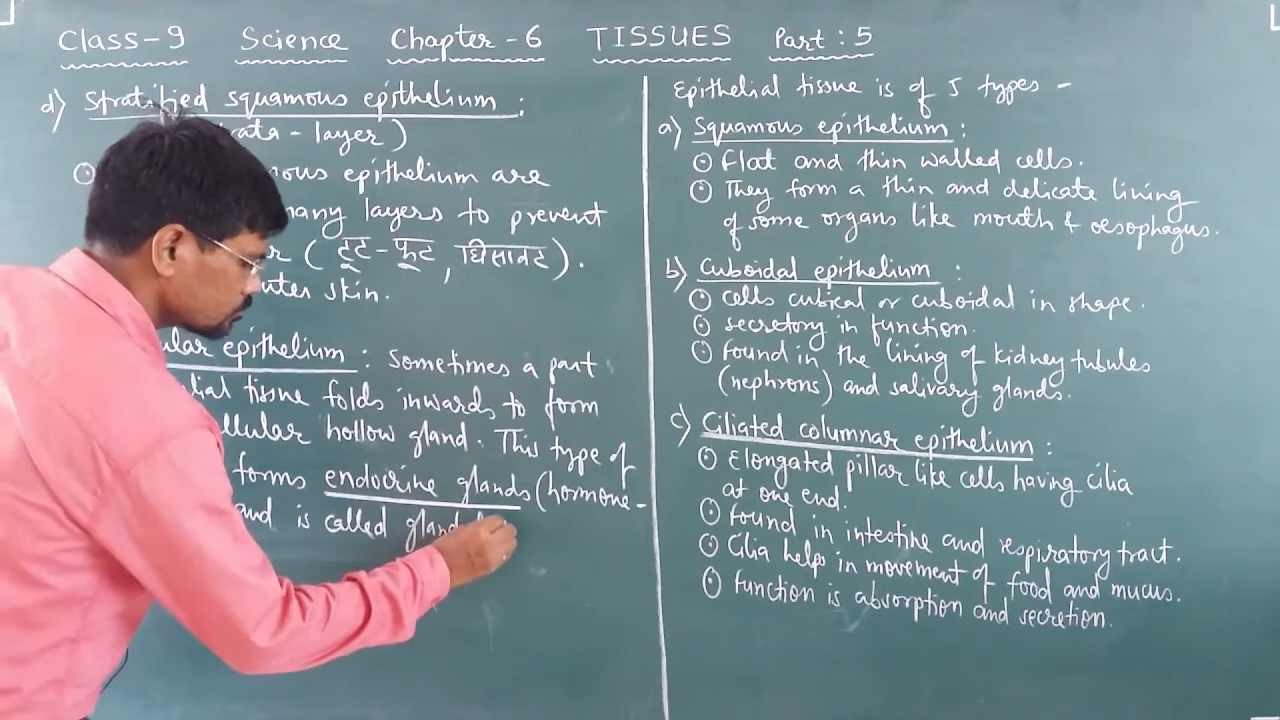 Class-9 Science Chapter-6 TISSUES Part: 5
d) Stratified squamous epithelium :
layer)
epithelium are
many layers to prevent
(टूट-फूट, घिसावट).
skin.
epithelium : Sometimes a part
tissue folds inwards to form
hollow gland. This type of
forms endocrine glands (hormone-
and is called
Epithelial tissue is of 5 types -
a) Squamous epithelium :
⊙ Flat and thin walled cells.
⊙ They form a thin and delicate lining
of some organs like mouth & oesophagus.
b) Cuboidal epithelium :
⊙ cells cubical or cuboidal in shape.
⊙ secretory in function.
⊙ found in the lining of kidney tubules
(nephrons) and salivary glands.
c) Ciliated columnar epithelium :
⊙ Elongated pillar like cells having cilia
at one end.
⊙ found in intestine and respiratory tract.
⊙ Cilia helps in movement of food and mucus.
⊙ Function is absorption and secretion.